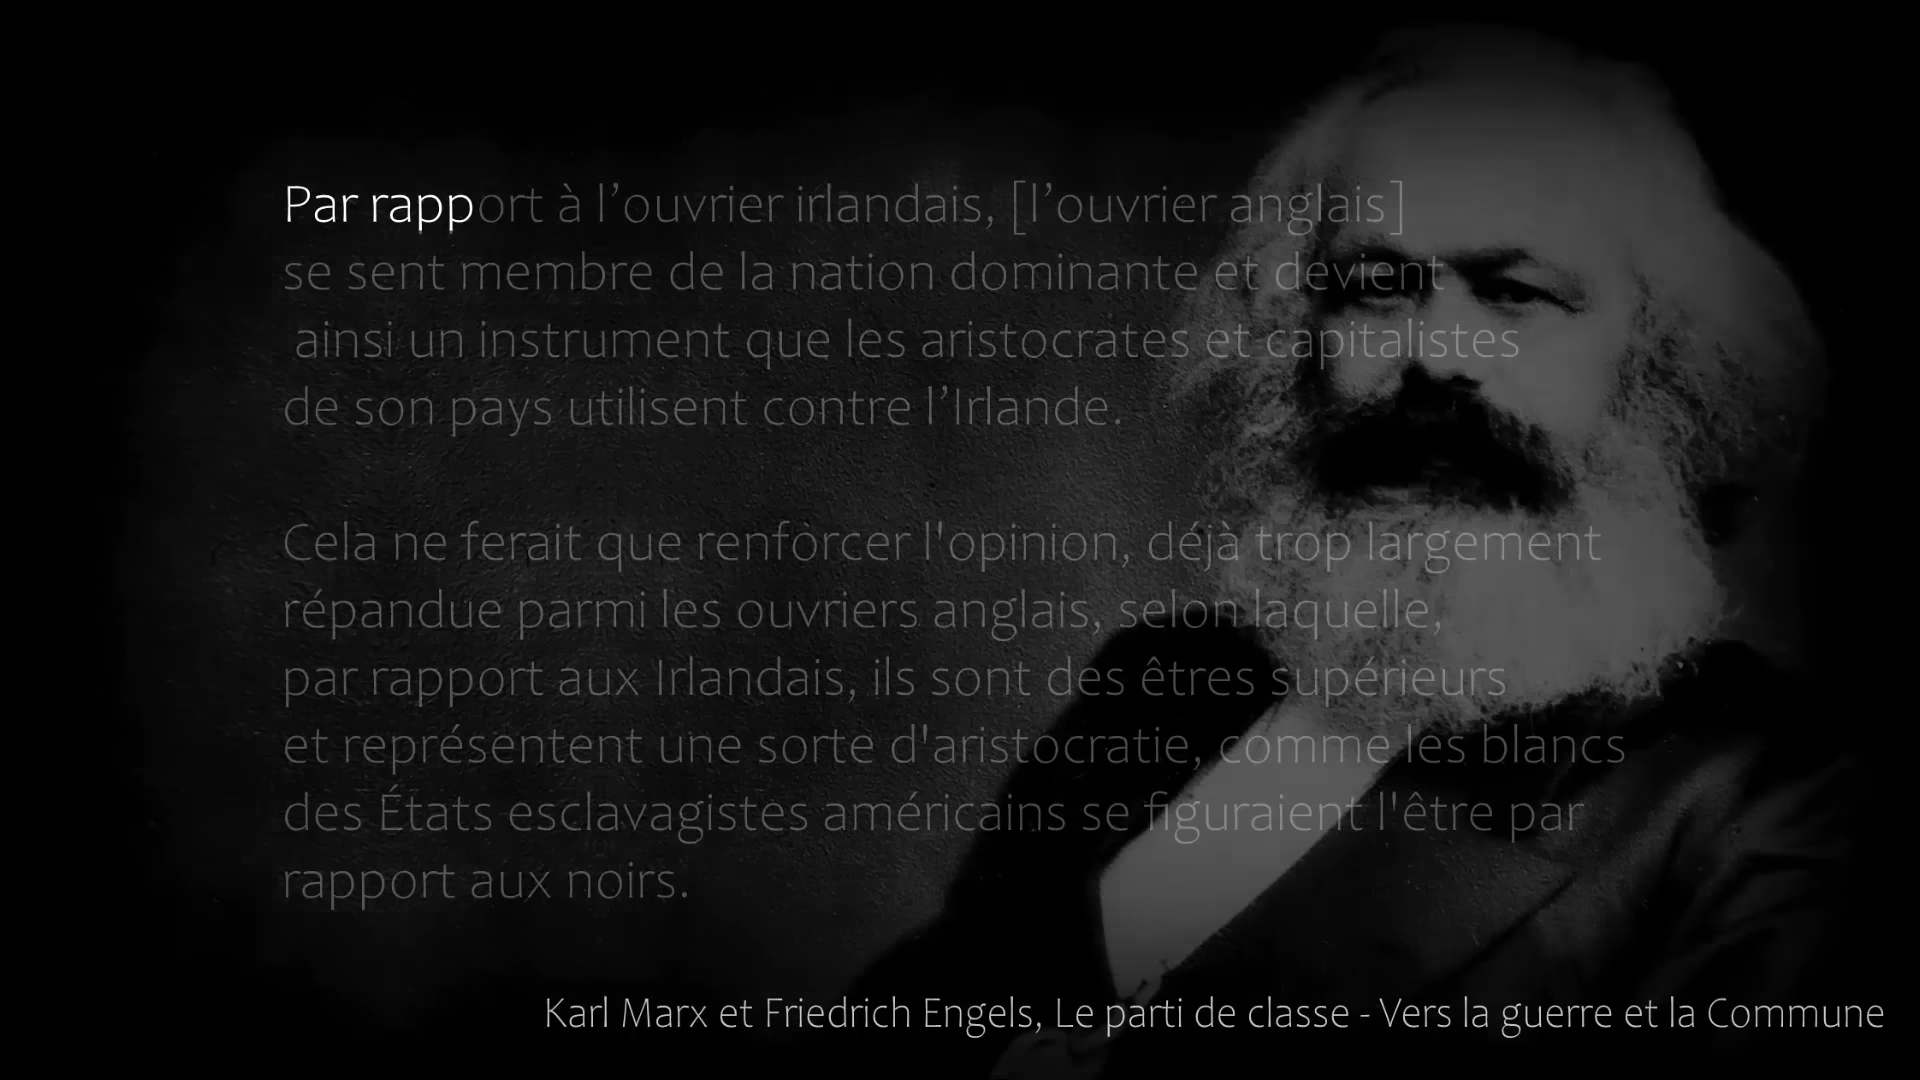 Par rapport à l’ouvrier irlandais, [l’ouvrier anglais]
se sent membre de la nation dominante et devient
ainsi un instrument que les aristocrates et capitalistes
de son pays utilisent contre l’Irlande.
Cela ne ferait que renforcer l'opinion, déjà trop largement
répandue parmi les ouvriers anglais, selon laquelle,
par rapport aux Irlandais, ils sont des êtres supérieurs
et représentent une sorte d'aristocratie, comme les blancs
des États esclavagistes américains se figuraient l'être par
rapport aux noirs.
Karl Marx et Friedrich Engels, Le parti de classe - Vers la guerre et la Commune